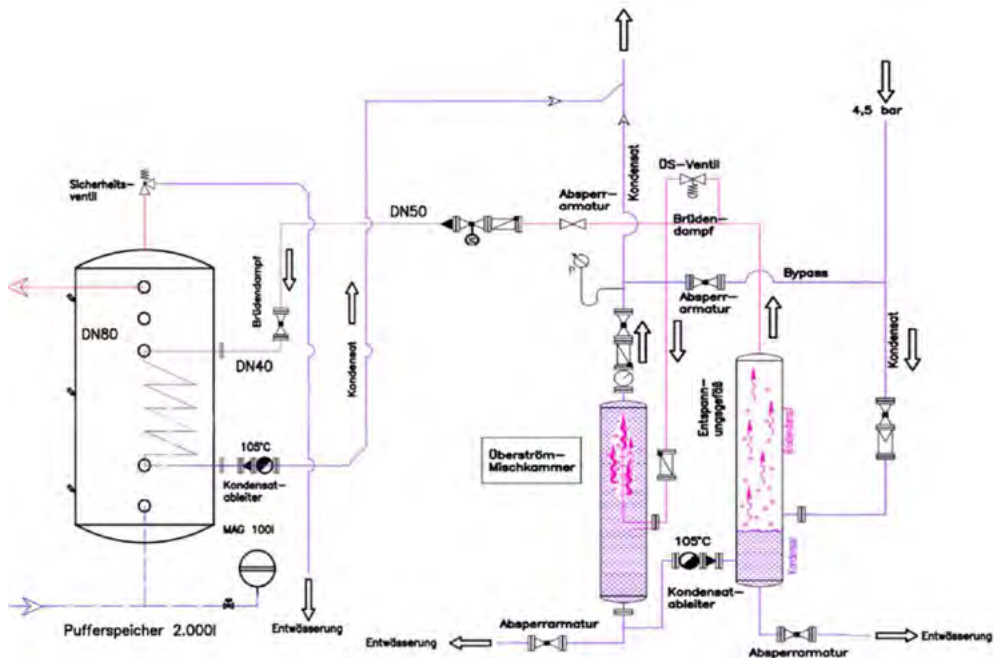 4,5 bar
ÜS-Ventil
Sicherheits-
ventil
Absperr-
armatur
Kondensat
DN50
Brüden-
dampf
Bypass
Absperr-
armatur
Brüdendampf
Kondensat
Kondensat
DN80
DN40
Entspann-
ungsgefäß
Brüdendampf
Überström-
Mischkammer
105°C
Kondensat-
ableiter
MAG 100l
105°C
Kondensat-
ableiter
Kondensat
Pufferspeicher 2.000l
Entwässerung
Absperrarmatur
Entwässerung
Absperrarmatur
Entwässerung